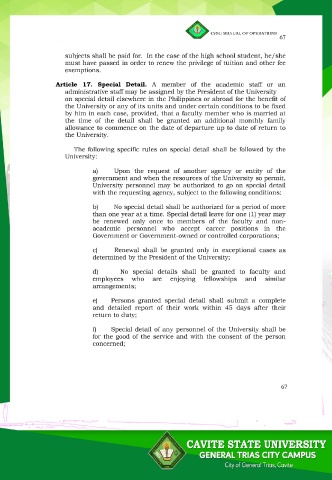 CVSU MANUAL OF OPERATIONS
67
subjects shall be paid for. In the case of the high school student, he/she
must have passed in order to renew the privilege of tuition and other fee
exemptions.
Article 17. Special Detail. A member of the academic staff or an
administrative staff may be assigned by the President of the University
on special detail elsewhere in the Philippines or abroad for the benefit of
the University or any of its units and under certain conditions to be fixed
by him in each case, provided, that a faculty member who is married at
the time of the detail shall be granted an additional monthly family
allowance to commence on the date of departure up to date of return to
the University.
The following specific rules on special detail shall be followed by the
University:
a) Upon the request of another agency or entity of the
government and when the resources of the University so permit,
University personnel may be authorized to go on special detail
with the requesting agency, subject to the following conditions:
b) No special detail shall be authorized for a period of more
than one year at a time. Special detail leave for one (1) year may
be renewed only once to members of the faculty and non-
academic personnel who accept career positions in the
Government or Government-owned or controlled corporations;
c) Renewal shall be granted only in exceptional cases as
determined by the President of the University;
d) No special details shall be granted to faculty and
employees who are enjoying fellowships and similar
arrangements;
e) Persons granted special detail shall submit a complete
and detailed report of their work within 45 days after their
return to duty;
f) Special detail of any personnel of the University shall be
for the good of the service and with the consent of the person
concerned;
67
CAVITE STATE UNIVERSITY
GENERAL TRIAS CITY CAMPUS
City of General Trias, Cavite